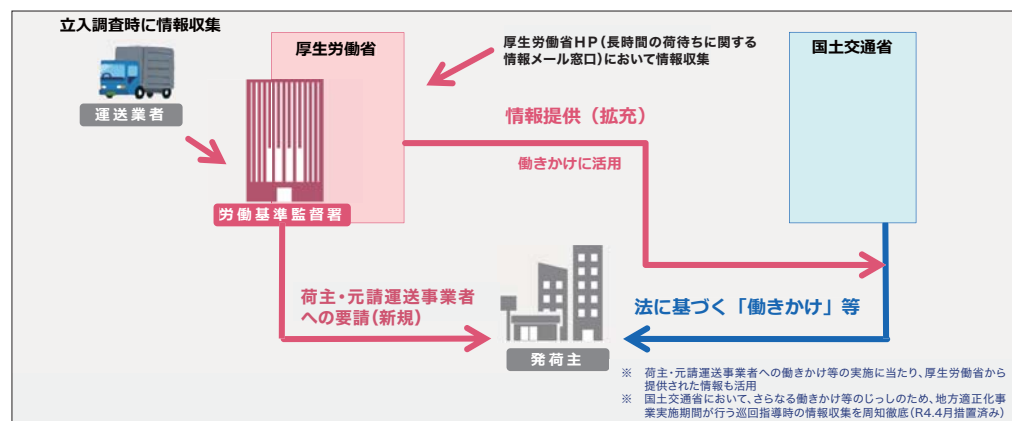 立入調査時に情報収集
運送業者
厚生労働省
厚生労働省HP(長時間の荷待ちに関する
情報メール窓口)において情報収集
国土交通省
情報提供(拡充)
働きかけに活用
労働基準監督署
荷主・元請運送事業者
への要請(新規)
発荷主
法に基づく「働きかけ」等
※ 荷主・元請運送事業者への働きかけ等の実施に当たり、厚生労働省から
提供された情報も活用
※ 国土交通省において、さらなる働きかけ等のじっしのため、地方適正化事
業実施期間が行う巡回指導時の情報収集を周知徹底(R4.4月措置済み)